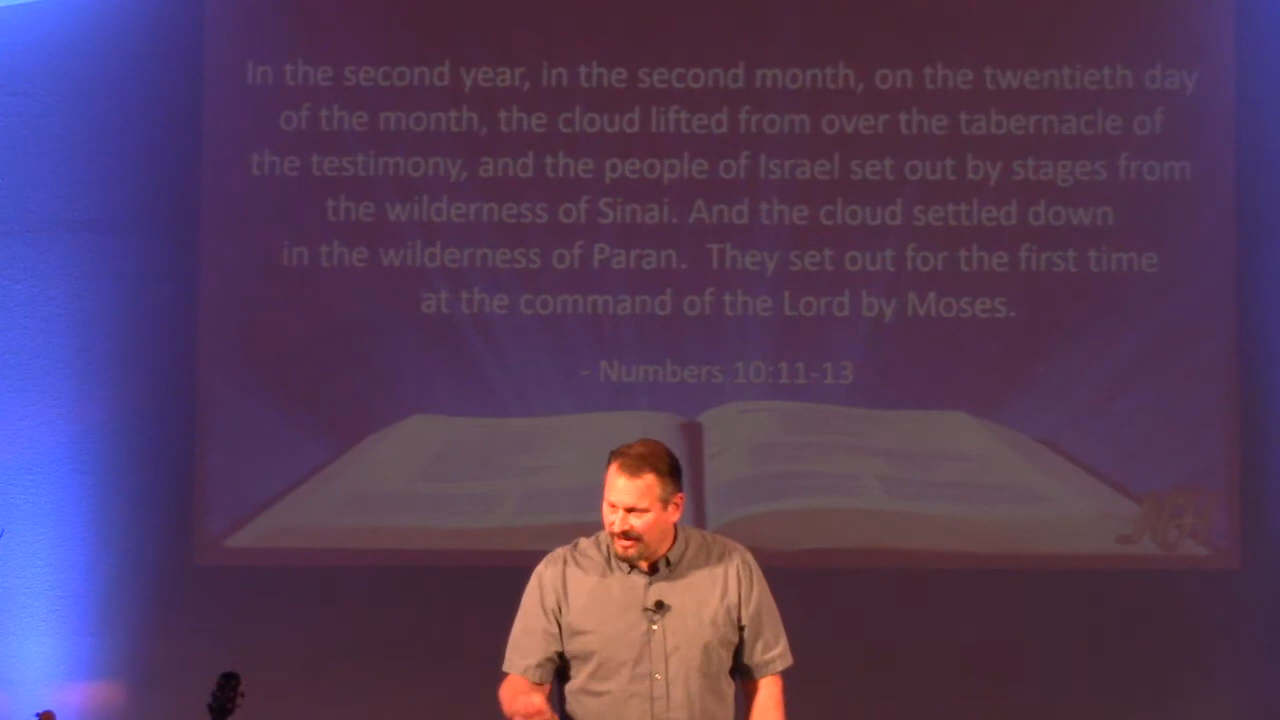 In the second year, in the second month, on the twentieth day
of the month, the cloud lifted from over the tabernacle of
the testimony, and the people of Israel set out by stages from
the wilderness of Sinai. And the cloud settled down
in the wilderness of Paran.  They set out for the first time
at the command of the Lord by Moses.
- Numbers 10:11-13